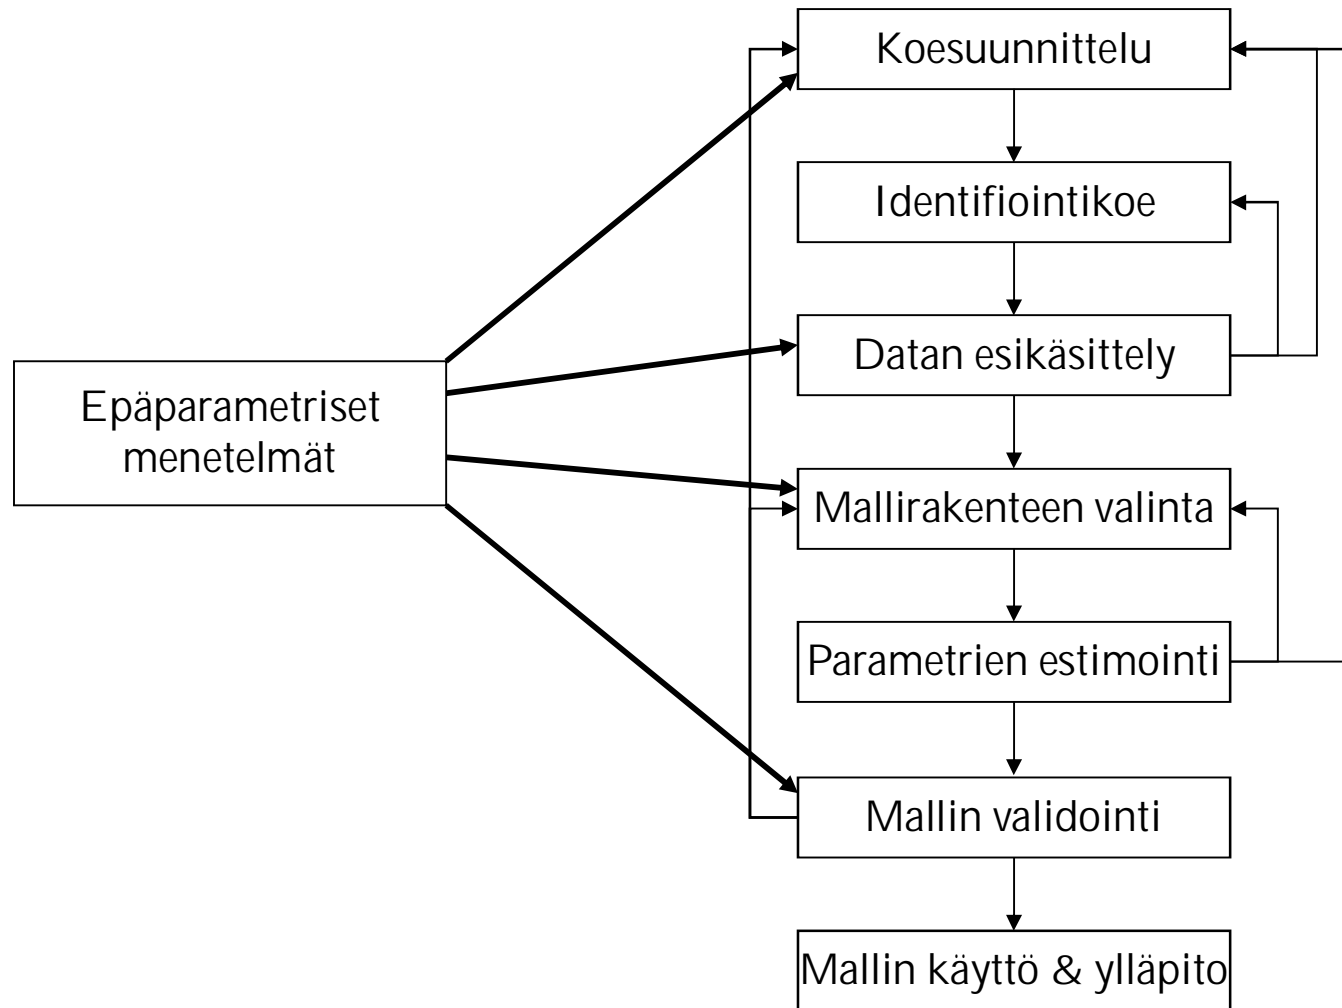 Koesuunnittelu
Identifiointikoe
Datan esikäsittely
Epäparametriset
menetelmät
Mallirakenteen valinta
Parametrien estimointi
Mallin validointi
Mallin käyttö & ylläpito